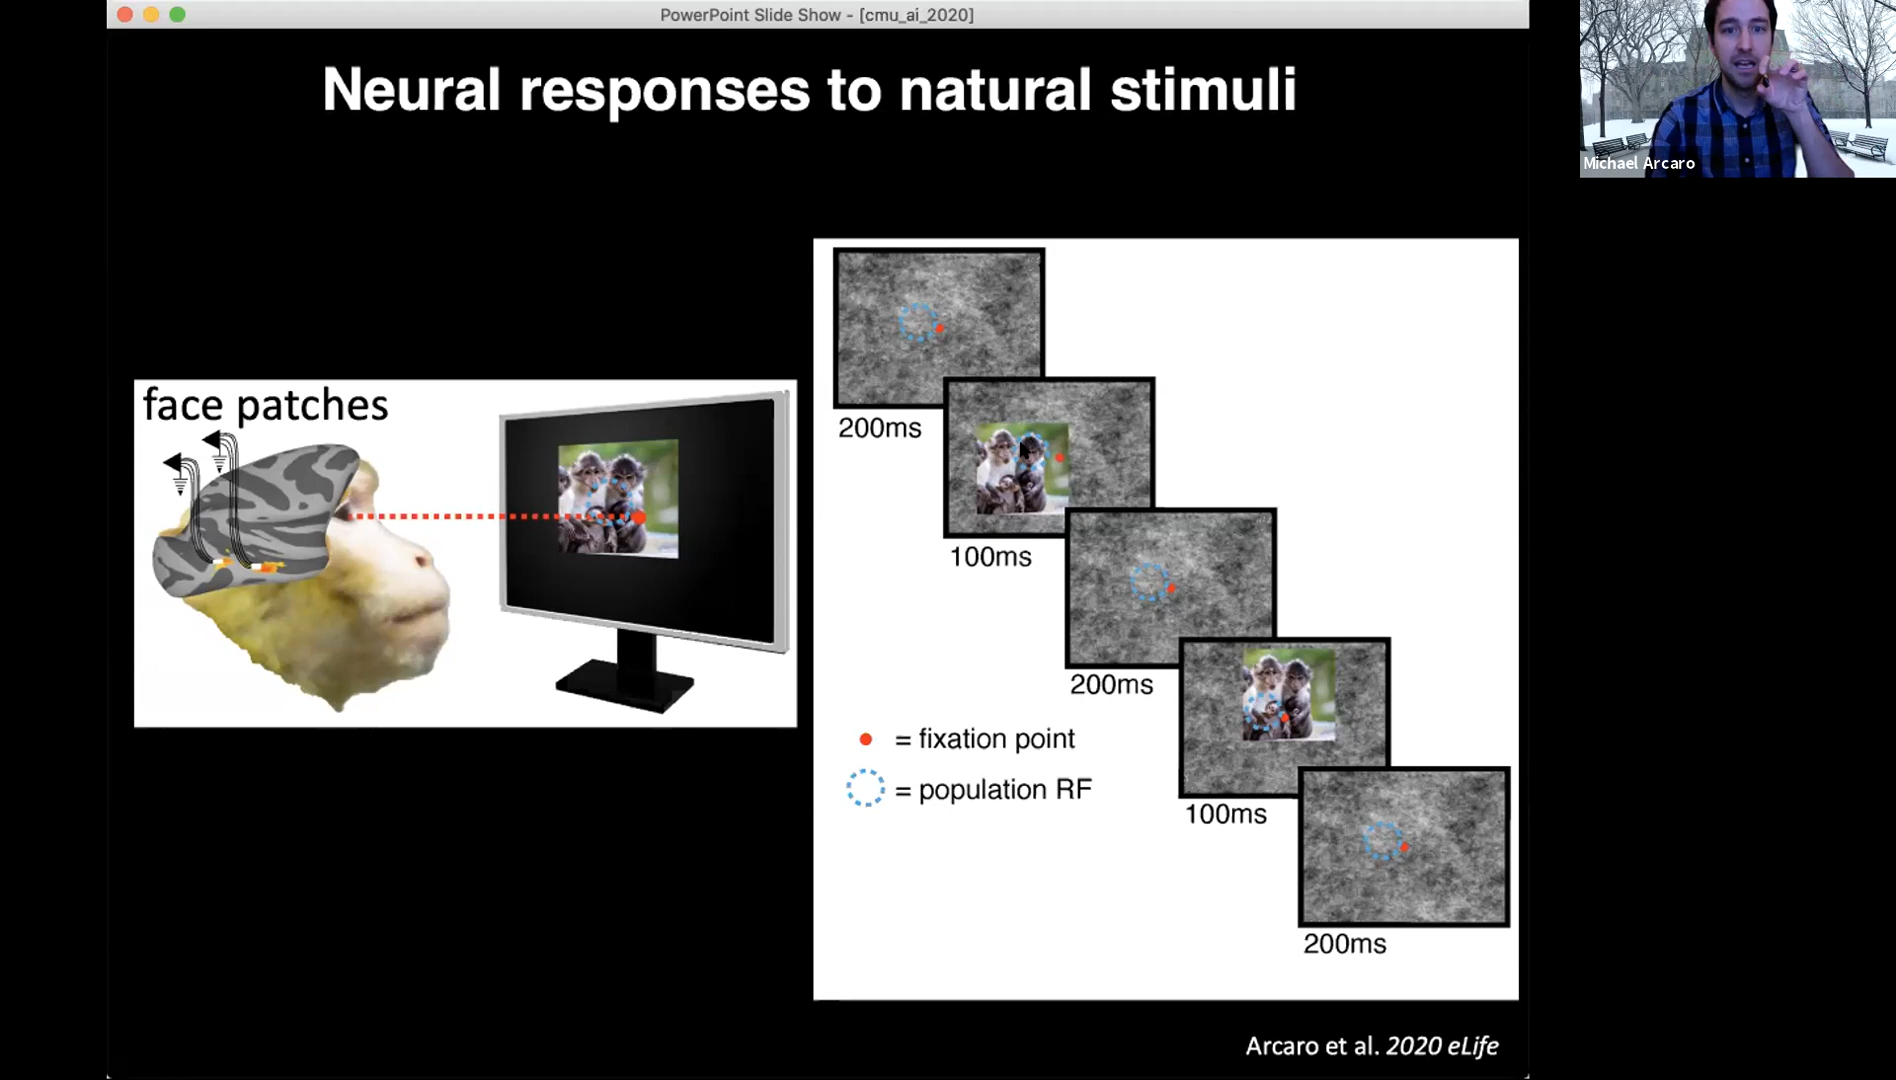 PowerPoint Slide Show - [cmu_ai_2020]
Neural responses to natural stimuli
Michael Arcaro
face patches
200ms
100ms
200ms
100ms
200ms
= fixation point
= population RF
Arcaro et al. 2020 eLife